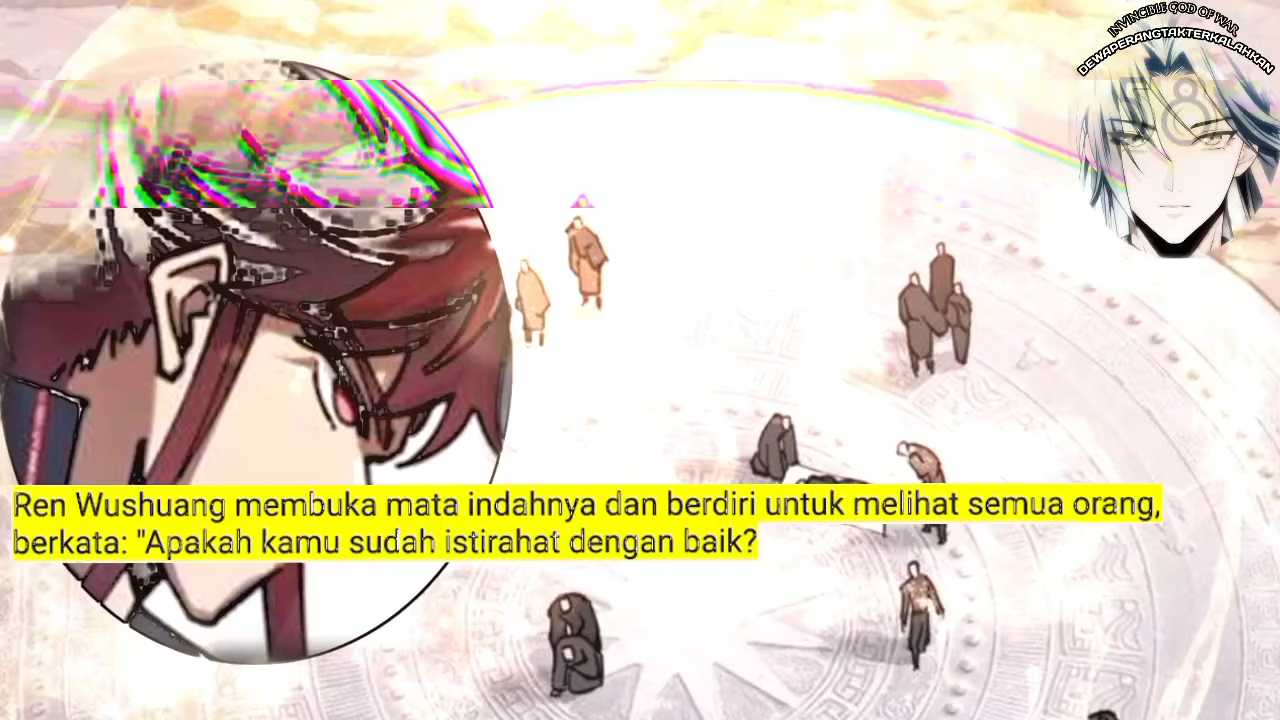 INVINCIBLE GOD OF WAR
DEWAPERANGTAKTERKALAHKAN
Ren Wushuang membuka mata indahnya dan berdiri untuk melihat semua orang,
berkata: "Apakah kamu sudah istirahat dengan baik?